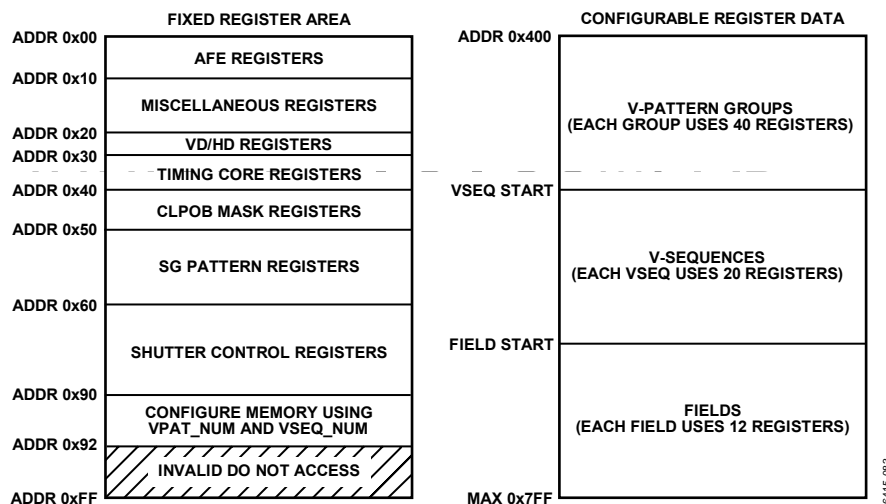 FIXED REGISTER AREA
ADDR 0x00
AFE REGISTERS
ADDR 0x10
MISCELLANEOUS REGISTERS
ADDR 0x20
VD/HD REGISTERS
ADDR 0x30
TIMING CORE REGISTERS
ADDR 0x40
CLPOB MASK REGISTERS
ADDR 0x50
SG PATTERN REGISTERS
ADDR 0x60
SHUTTER CONTROL REGISTERS
ADDR 0x90
CONFIGURE MEMORY USING
VPAT_NUM AND VSEQ_NUM
ADDR 0x92
INVALID DO NOT ACCESS
ADDR 0xFF
CONFIGURABLE REGISTER DATA
ADDR 0x400
V-PATTERN GROUPS
(EACH GROUP USES 40 REGISTERS)
VSEQ START
V-SEQUENCES
(EACH VSEQ USES 20 REGISTERS)
FIELD START
FIELDS
(EACH FIELD USES 12 REGISTERS)
MAX 0x7FF